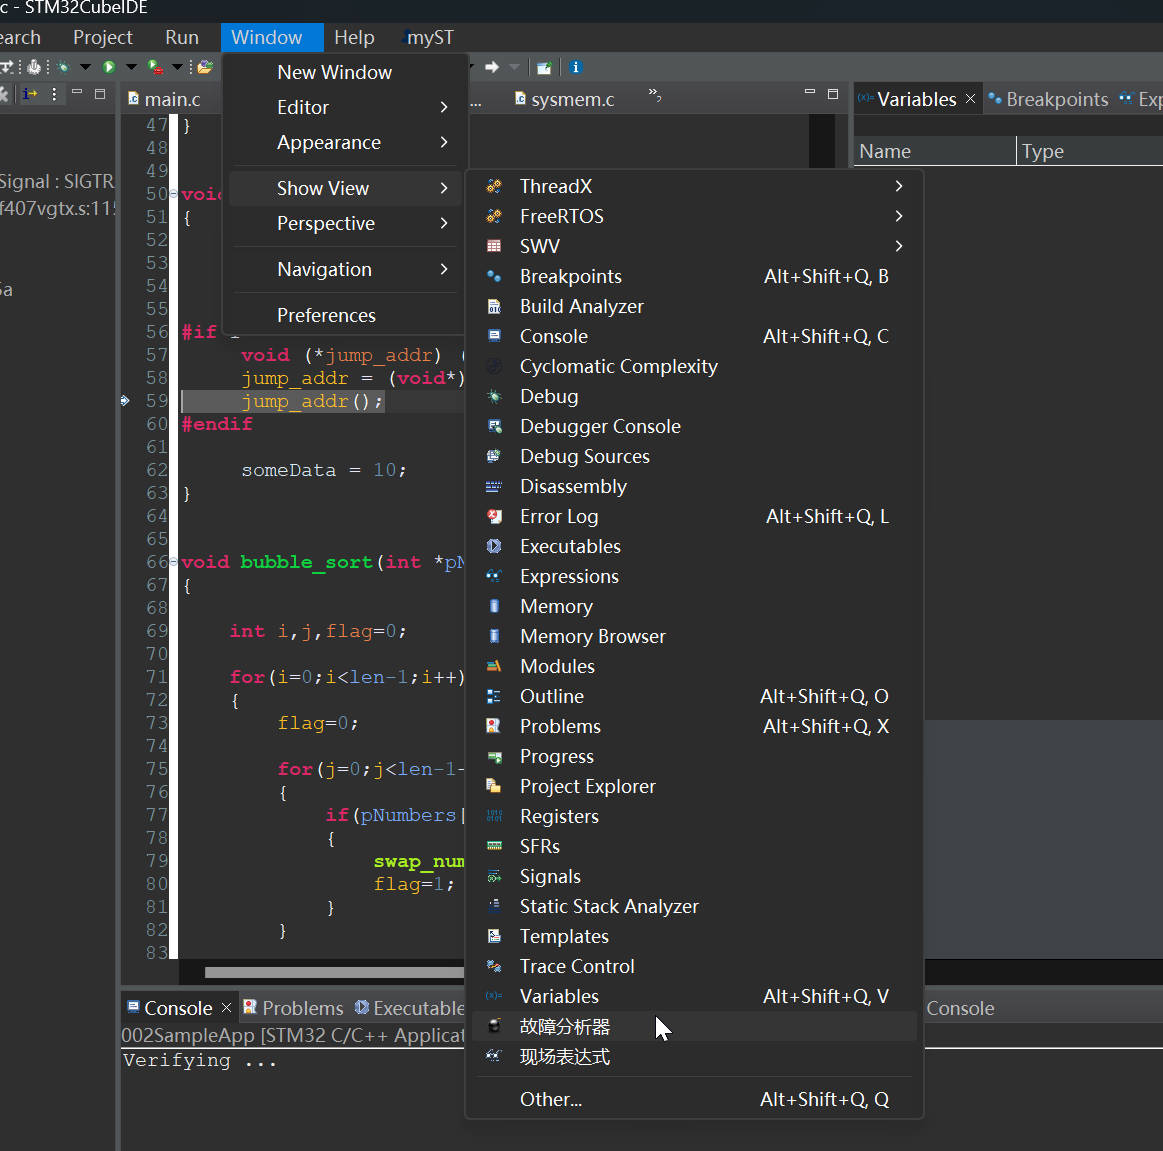 c - STM32CubeIDE
earch Project Run Window Help myST
main.c ... sysmem.c
Variables Breakpoints Exp
Name Type
Signal : SIGTR
f407vgtx.s:115
New Window
Editor
Appearance
Show View
Perspective
Navigation
Preferences
ThreadX
FreeRTOS
SWV
Breakpoints Alt+Shift+Q, B
Build Analyzer
Console Alt+Shift+Q, C
Cyclomatic Complexity
Debug
Debugger Console
Debug Sources
Disassembly
Error Log Alt+Shift+Q, L
Executables
Expressions
Memory
Memory Browser
Modules
Outline Alt+Shift+Q, O
Problems Alt+Shift+Q, X
Progress
Project Explorer
Registers
SFRs
Signals
Static Stack Analyzer
Templates
Trace Control
Variables Alt+Shift+Q, V
故障分析器
现场表达式
Other... Alt+Shift+Q, Q
47 }
48
49
50 void
51 {
52
53
54
55
56 #if
57 void (*jump_addr) (
58 jump_addr = (void*)
59 jump_addr();
60 #endif
61
62 someData = 10;
63 }
64
65
66 void bubble_sort(int *pN
67 {
68
69 int i,j,flag=0;
70
71 for(i=0;i<len-1;i++)
72 {
73 flag=0;
74
75 for(j=0;j<len-1-
76 {
77 if(pNumbers[
78 {
79 swap_num
80 flag=1;
81 }
82 }
83
Console Problems Executable
Console
002SampleApp [STM32 C/C++ Applicat
Verifying ...